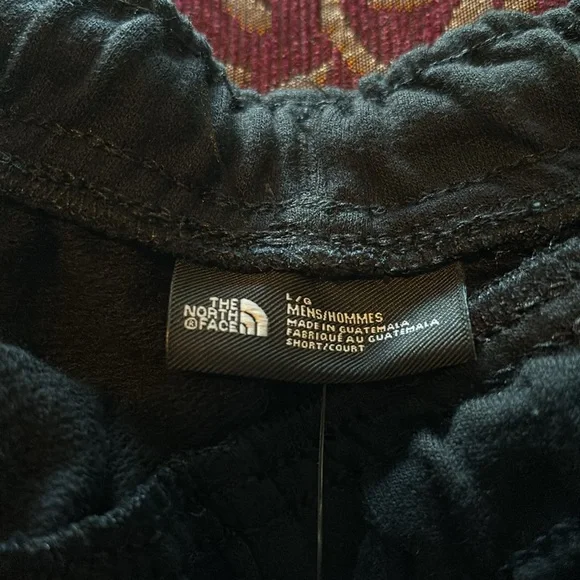 THE
NORTH
®FACE
L/G
MENS/HOMMES
MADE IN GUATEMALA
FABRIQUÉ AU GUATEMALA
SHORT/COURT